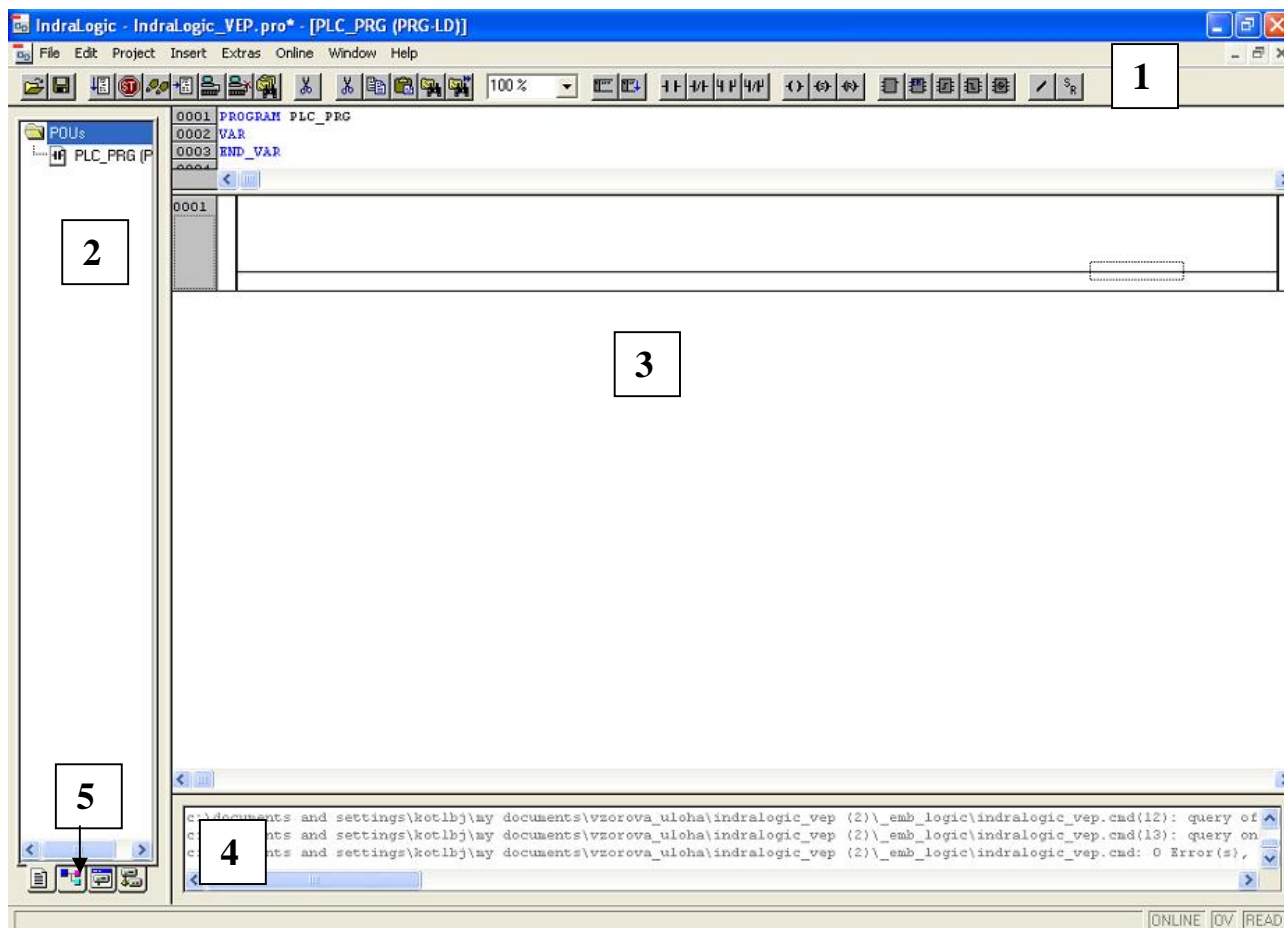 IndraLogic - IndraLogic_VEP.pro* - [PLC_PRG (PRG-LD)]
File Edit Project Insert Extras Online Window Help
100 %
1
POUs
PLC_PRG (P
0001 PROGRAM PLC_PRG
0002 VAR
0003 END_VAR
0001
2
3
5
c:\documents and settings\kotlbj\my documents\vzorova_uloha\indralogic_vep (2)\_emb_logic\indralogic_vep.cmd(12): query of
nts and settings\kotlbj\my documents\vzorova_uloha\indralogic_vep (2)\_emb_logic\indralogic_vep.cmd(13): query on
nts and settings\kotlbj\my documents\vzorova_uloha\indralogic_vep (2)\_emb_logic\indralogic_vep.cmd: 0 Error(s),
4
ONLINE OV READ